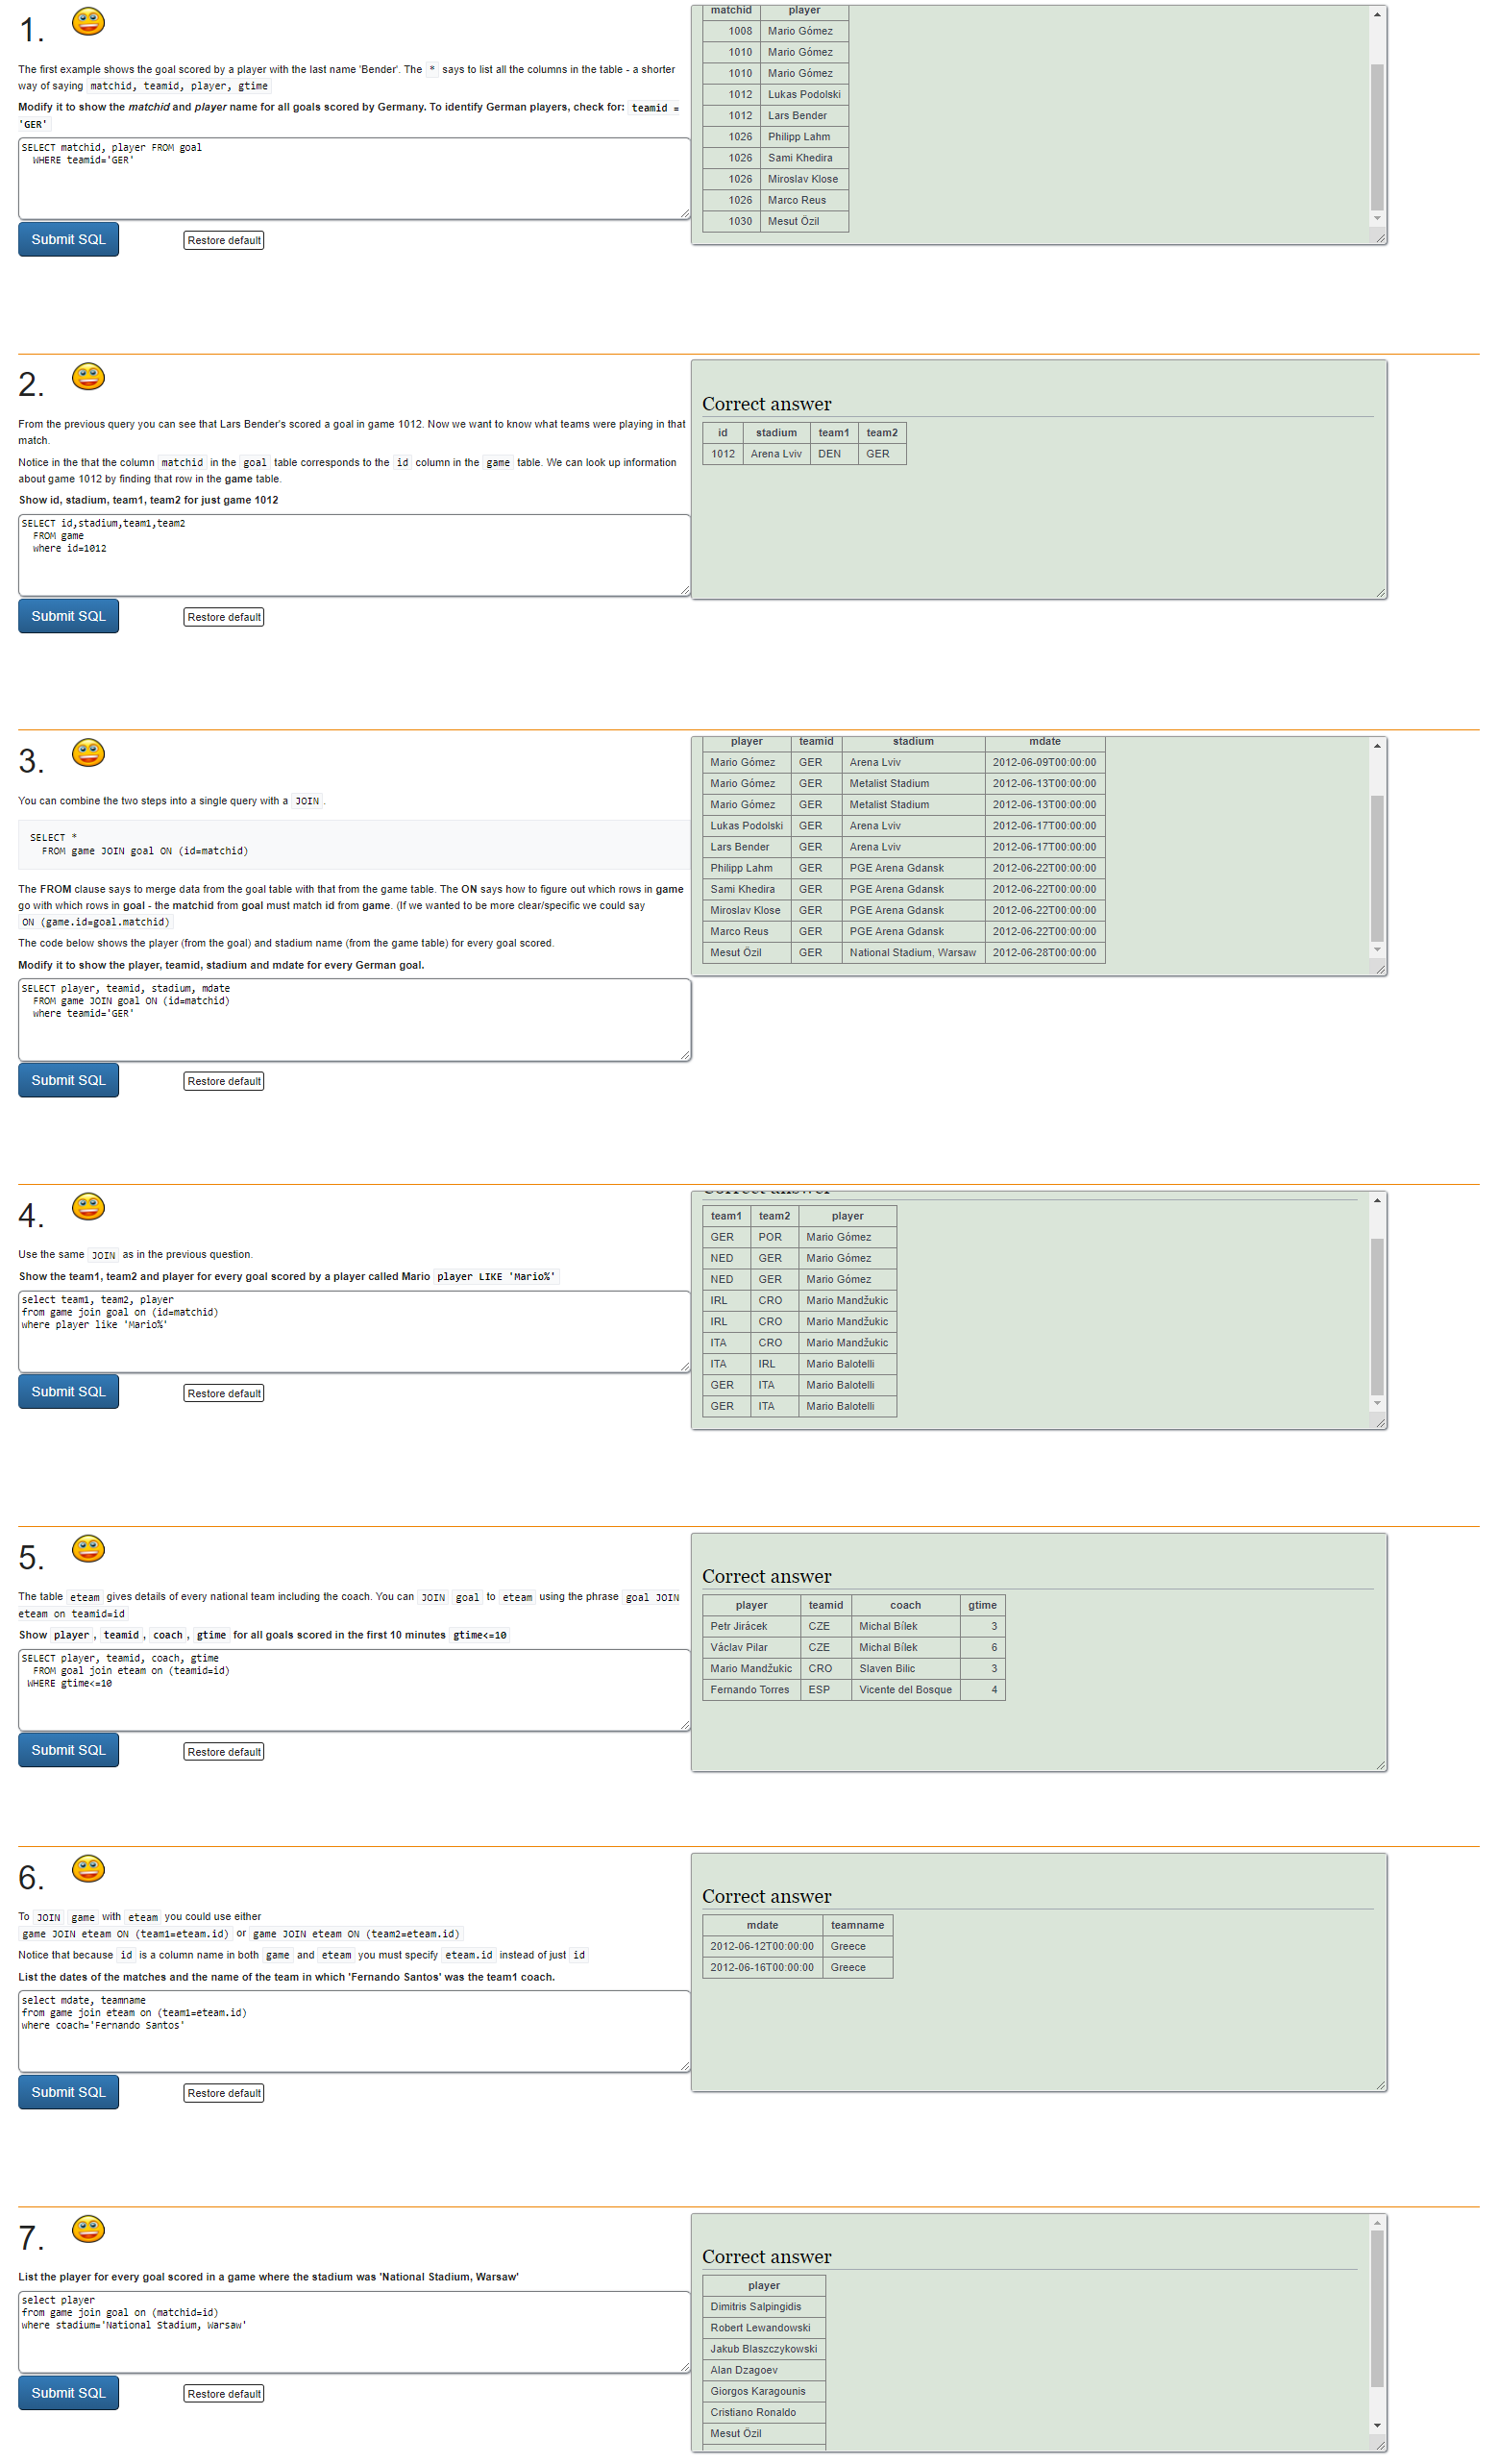 1.
The first example shows the goal scored by a player with the last name 'Bender'. The * says to list all the columns in the table - a shorter
way of saying matchid, teamid, player, gtime
Modify it to show the matchid and player name for all goals scored by Germany. To identify German players, check for: teamid =
'GER'
SELECT matchid, player FROM goal
WHERE teamid='GER'
Submit SQL Restore default
matchid player
1008 Mario Gómez
1010 Mario Gómez
1010 Mario Gómez
1012 Lukas Podolski
1012 Lars Bender
1026 Philipp Lahm
1026 Sami Khedira
1026 Miroslav Klose
1026 Marco Reus
1030 Mesut Özil
2.
From the previous query you can see that Lars Bender's scored a goal in game 1012. Now we want to know what teams were playing in that
match.
Notice in the that the column matchid in the goal table corresponds to the id column in the game table. We can look up information
about game 1012 by finding that row in the game table.
Show id, stadium, team1, team2 for just game 1012
SELECT id,stadium,team1,team2
FROM game
where id=1012
Submit SQL Restore default
Correct answer
id stadium team1 team2
1012 Arena Lviv DEN GER
3.
You can combine the two steps into a single query with a JOIN.
SELECT *
FROM game JOIN goal ON (id=matchid)
The FROM clause says to merge data from the goal table with that from the game table. The ON says how to figure out which rows in game
go with which rows in goal - the matchid from goal must match id from game. (If we wanted to be more clear/specific we could say
ON (game.id=goal.matchid)
The code below shows the player (from the goal) and stadium name (from the game table) for every goal scored.
Modify it to show the player, teamid, stadium and mdate for every German goal.
SELECT player, teamid, stadium, mdate
FROM game JOIN goal ON (id=matchid)
where teamid='GER'
Submit SQL Restore default
player teamid stadium mdate
Mario Gómez GER Arena Lviv 2012-06-09T00:00:00
Mario Gómez GER Metalist Stadium 2012-06-13T00:00:00
Mario Gómez GER Metalist Stadium 2012-06-13T00:00:00
Lukas Podolski GER Arena Lviv 2012-06-17T00:00:00
Lars Bender GER Arena Lviv 2012-06-17T00:00:00
Philipp Lahm GER PGE Arena Gdansk 2012-06-22T00:00:00
Sami Khedira GER PGE Arena Gdansk 2012-06-22T00:00:00
Miroslav Klose GER PGE Arena Gdansk 2012-06-22T00:00:00
Marco Reus GER PGE Arena Gdansk 2012-06-22T00:00:00
Mesut Özil GER National Stadium, Warsaw 2012-06-28T00:00:00
4.
Use the same JOIN as in the previous question.
Show the team1, team2 and player for every goal scored by a player called Mario player LIKE 'Mario%'
select team1, team2, player
from game join goal on (id=matchid)
where player like 'Mario%'
Submit SQL Restore default
Correct answer
team1 team2 player
GER POR Mario Gómez
NED GER Mario Gómez
NED GER Mario Gómez
IRL CRO Mario Mandžukic
IRL CRO Mario Mandžukic
ITA CRO Mario Mandžukic
ITA IRL Mario Balotelli
GER ITA Mario Balotelli
GER ITA Mario Balotelli
5.
The table eteam gives details of every national team including the coach. You can JOIN goal to eteam using the phrase goal JOIN
eteam on teamid=id
Show player, teamid, coach, gtime for all goals scored in the first 10 minutes gtime<=10
SELECT player, teamid, coach, gtime
FROM goal join eteam on (teamid=id)
WHERE gtime<=10
Submit SQL Restore default
Correct answer
player teamid coach gtime
Petr Jirácek CZE Michal Bílek 3
Václav Pilar CZE Michal Bílek 6
Mario Mandžukic CRO Slaven Bilic 3
Fernando Torres ESP Vicente del Bosque 4
6.
To JOIN game with eteam you could use either
game JOIN eteam ON (team1=eteam.id) or game JOIN eteam ON (team2=eteam.id)
Notice that because id is a column name in both game and eteam you must specify eteam.id instead of just id
List the dates of the matches and the name of the team in which 'Fernando Santos' was the team1 coach.
select mdate, teamname
from game join eteam on (team1=eteam.id)
where coach='Fernando Santos'
Submit SQL Restore default
Correct answer
mdate teamname
2012-06-12T00:00:00 Greece
2012-06-16T00:00:00 Greece
7.
List the player for every goal scored in a game where the stadium was 'National Stadium, Warsaw'
select player
from game join goal on (matchid=id)
where stadium='National Stadium, Warsaw'
Submit SQL Restore default
Correct answer
player
Dimitris Salpingidis
Robert Lewandowski
Jakub Blaszczykowski
Alan Dzagoev
Giorgos Karagounis
Cristiano Ronaldo
Mesut Özil